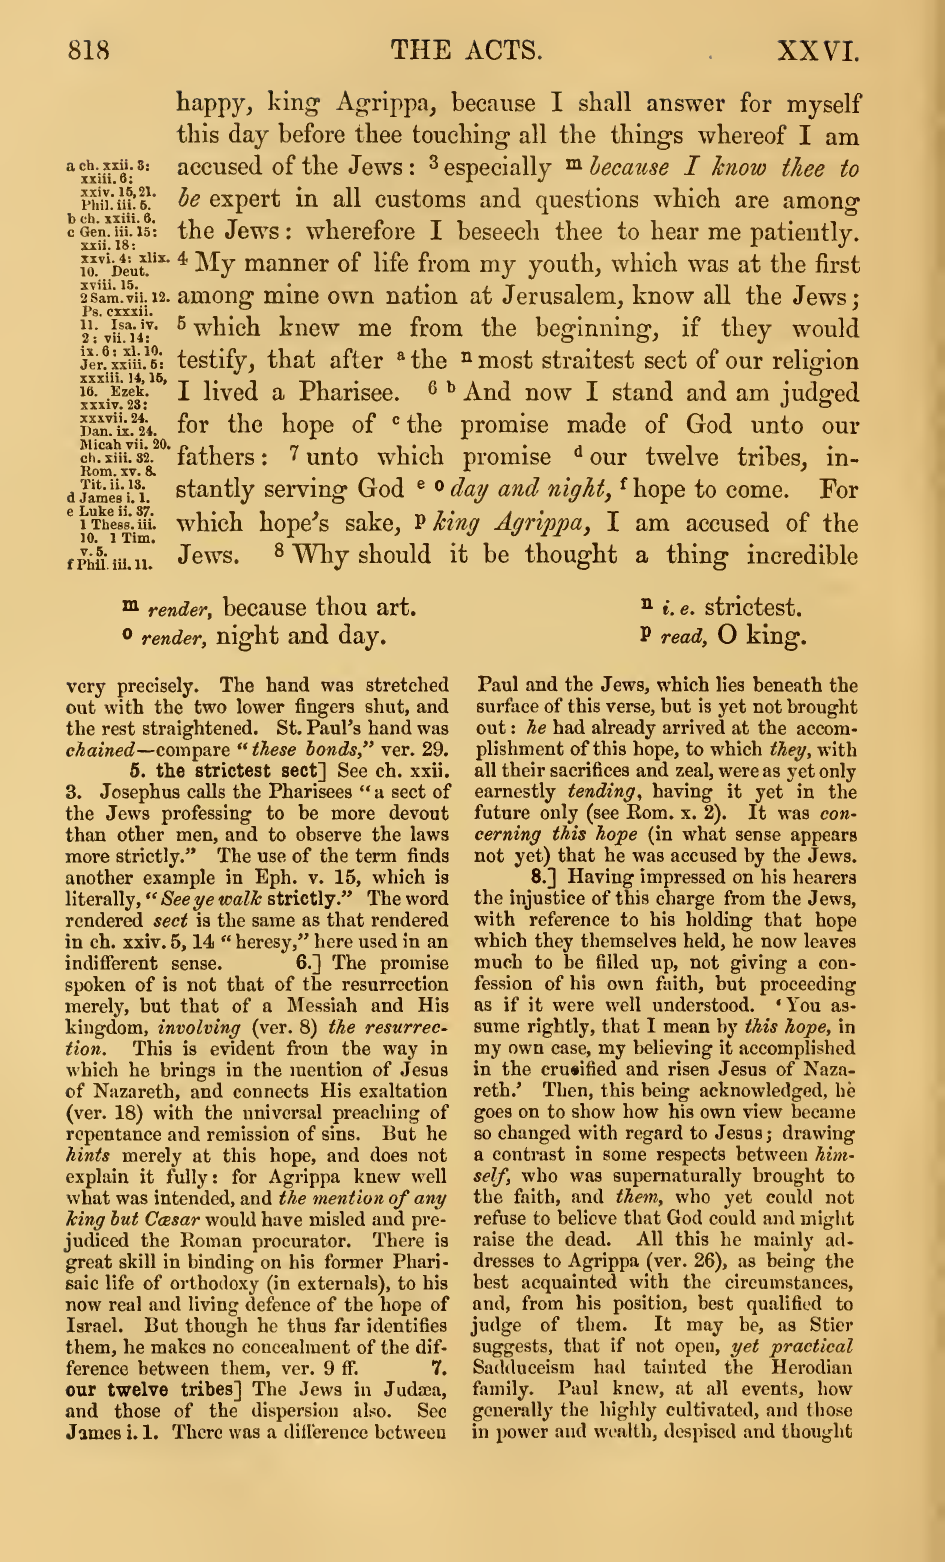 818
THE ACTS.
XXVI.
happy, king Agrippa, because I shall answer for myself
this day before thee touching all the things whereof I am
accused of the Jews : 3 especially m because I know thee to
be expert in all customs and questions which are among
the Jews : wherefore I beseech thee to hear me patiently.
4 My manner of life from my youth, which was at the first
among mine own nation at Jerusalem, know all the Jews ;
5 which knew me from the beginning, if they would
testify, that after a the n most straitest sect of our religion
I lived a Pharisee. 6 b And now I stand and am judged
for the hope of c the promise made of God unto our
fathers : 7 unto which promise d our twelve tribes, in-
stantly serving God e o day and night, f hope to come. For
which hope's sake, p king Agrippa, I am accused of the
Jews. 8 Why should it be thought a thing incredible
a ch. xxii. 3:
xxiii. 6:
xxiv. 15, 21.
Phil. iii. 5.
b ch. xxiii. 6.
c Gen. iii. 15:
xxii. 18:
xxvi. 4: xlix.
10. Deut.
xviii. 15.
2 Sam. vii. 12.
Ps. cxxxii.
11. Isa. iv.
2: vii. 14:
ix. 6: xl. 10.
Jer. xxiii. 5:
xxxiii. 14, 15,
16. Ezek.
xxxiv. 23:
xxxvii. 24.
Dan. ix. 24.
Micah vii. 20.
ch. xiii. 32.
Rom. xv. 8.
Tit. ii. 13.
d James i. 1.
e Luke ii. 37.
1 Thess. iii.
10. 1 Tim.
v. 5.
f Phil. iii. 11.
m render, because thou art.
n i. e. strictest.
o render, night and day.
p read, O king.
very precisely. The hand was stretched
out with the two lower fingers shut, and
the rest straightened. St. Paul's hand was
chained—compare "these bonds," ver. 29.
5. the strictest sect] See ch. xxii.
3. Josephus calls the Pharisees "a sect of
the Jews professing to be more devout
than other men, and to observe the laws
more strictly." The use of the term finds
another example in Eph. v. 15, which is
literally, "See ye walk strictly." The word
rendered sect is the same as that rendered
in ch. xxiv. 5, 14 "heresy," here used in an
indifferent sense. 6.] The promise
spoken of is not that of the resurrection
merely, but that of a Messiah and His
kingdom, involving (ver. 8) the resurrec-
tion. This is evident from the way in
which he brings in the mention of Jesus
of Nazareth, and connects His exaltation
(ver. 18) with the universal preaching of
repentance and remission of sins. But he
hints merely at this hope, and does not
explain it fully : for Agrippa knew well
what was intended, and the mention of any
king but Cæsar would have misled and pre-
judiced the Roman procurator. There is
great skill in binding on his former Phari-
saic life of orthodoxy (in externals), to his
now real and living defence of the hope of
Israel. But though he thus far identifies
them, he makes no concealment of the dif-
ference between them, ver. 9 ff. 7.
our twelve tribes] The Jews in Judæa,
and those of the dispersion also. See
James i. 1. There was a difference between
Paul and the Jews, which lies beneath the
surface of this verse, but is yet not brought
out : he had already arrived at the accom-
plishment of this hope, to which they, with
all their sacrifices and zeal, were as yet only
earnestly tending, having it yet in the
future only (see Rom. x. 2). It was con-
cerning this hope (in what sense appears
not yet) that he was accused by the Jews.
8.] Having impressed on his hearers
the injustice of this charge from the Jews,
with reference to his holding that hope
which they themselves held, he now leaves
much to be filled up, not giving a con-
fession of his own faith, but proceeding
as if it were well understood. 'You as-
sume rightly, that I mean by this hope, in
my own case, my believing it accomplished
in the crucified and risen Jesus of Naza-
reth.' Then, this being acknowledged, he
goes on to show how his own view became
so changed with regard to Jesus ; drawing
a contrast in some respects between him-
self, who was supernaturally brought to
the faith, and them, who yet could not
refuse to believe that God could and might
raise the dead. All this he mainly ad-
dresses to Agrippa (ver. 26), as being the
best acquainted with the circumstances,
and, from his position, best qualified to
judge of them. It may be, as Stier
suggests, that if not open, yet practical
Sadduceism had tainted the Herodian
family. Paul knew, at all events, how
generally the highly cultivated, and those
in power and wealth, despised and thought